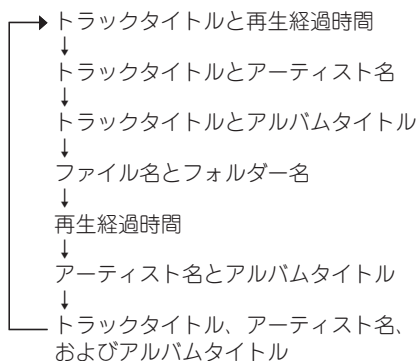 トラックタイトルと再生経過時間
↓
トラックタイトルとアーティスト名
↓
トラックタイトルとアルバムタイトル
↓
ファイル名とフォルダー名
↓
再生経過時間
↓
アーティスト名とアルバムタイトル
↓
トラックタイトル、アーティスト名、
およびアルバムタイトル